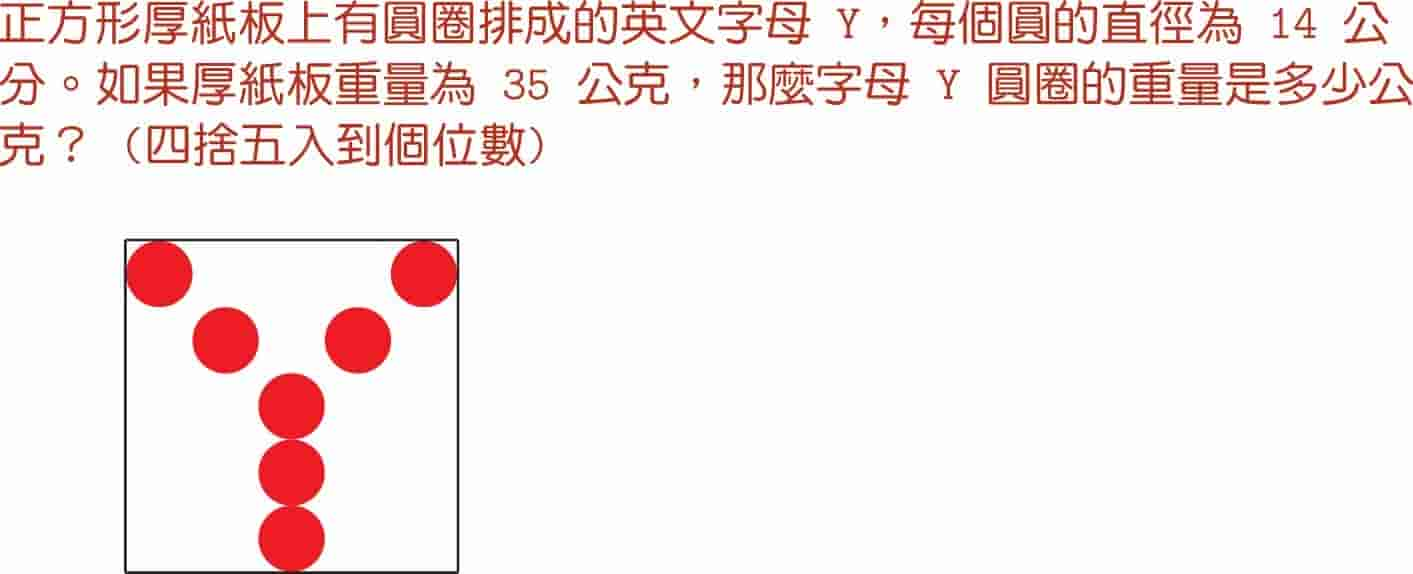 正方形厚紙板上有圓圈排成的英文字母 Y，每個圓的直徑為 14 公
分。如果厚紙板重量為 35 公克，那麼字母 Y 圓圈的重量是多少公
克？（四捨五入到個位數）